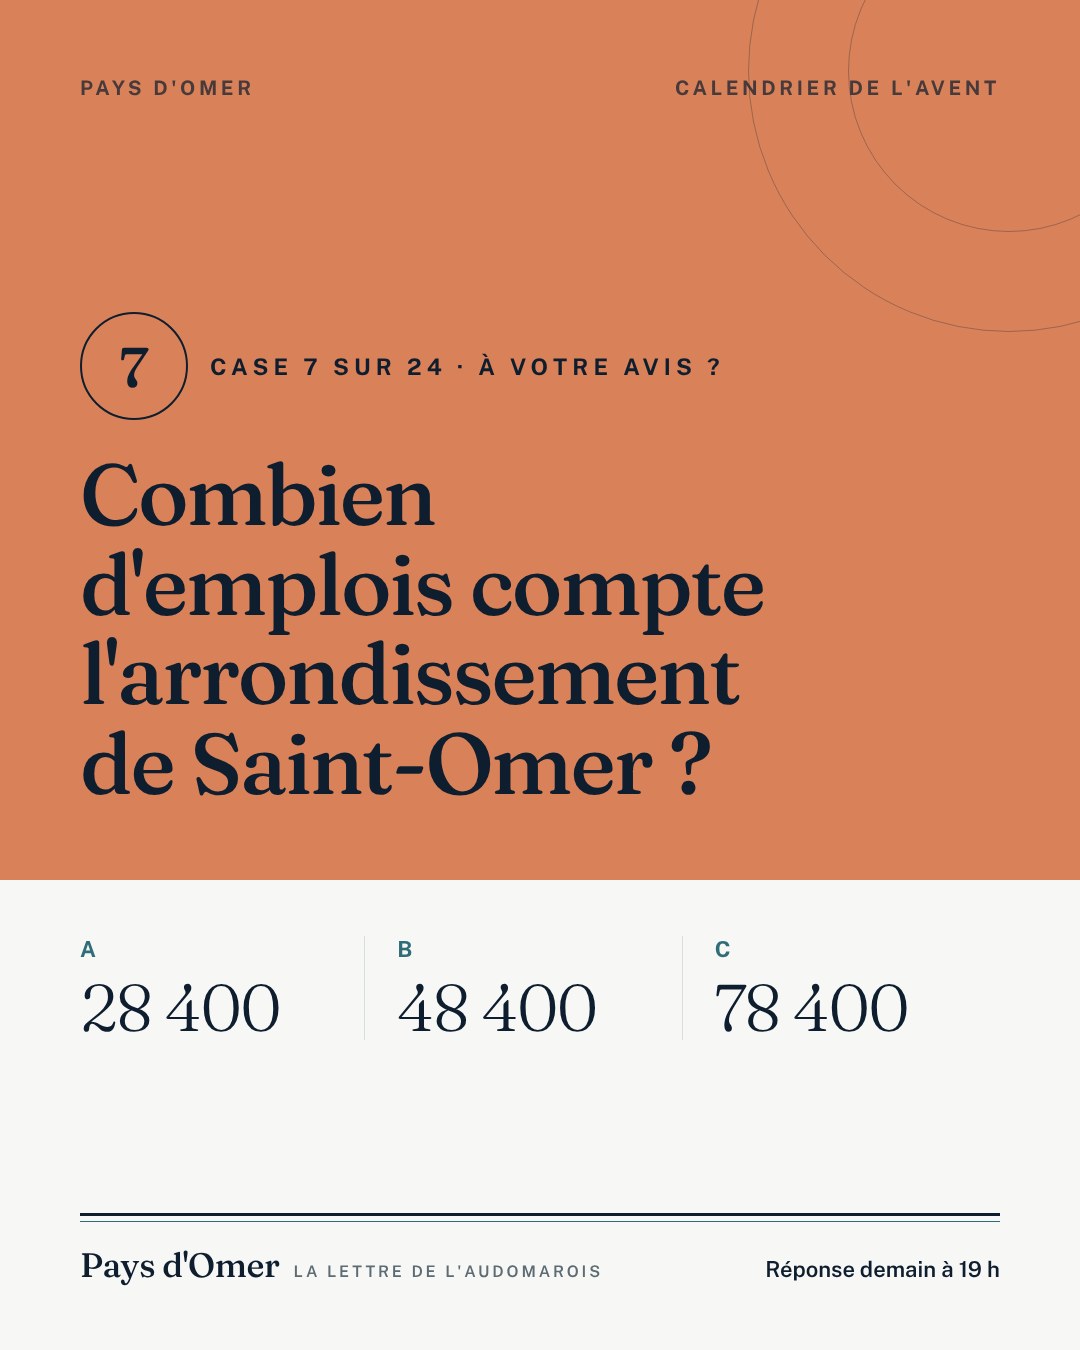 PAYS D'OMER
CALENDRIER DE L'AVENT
7
CASE 7 SUR 24 · À VOTRE AVIS ?
Combien
d'emplois compte
l'arrondissement
de Saint-Omer ?
A
28 400
B
48 400
C
78 400
Pays d'Omer LA LETTRE DE L'AUDOMAROIS
Réponse demain à 19 h